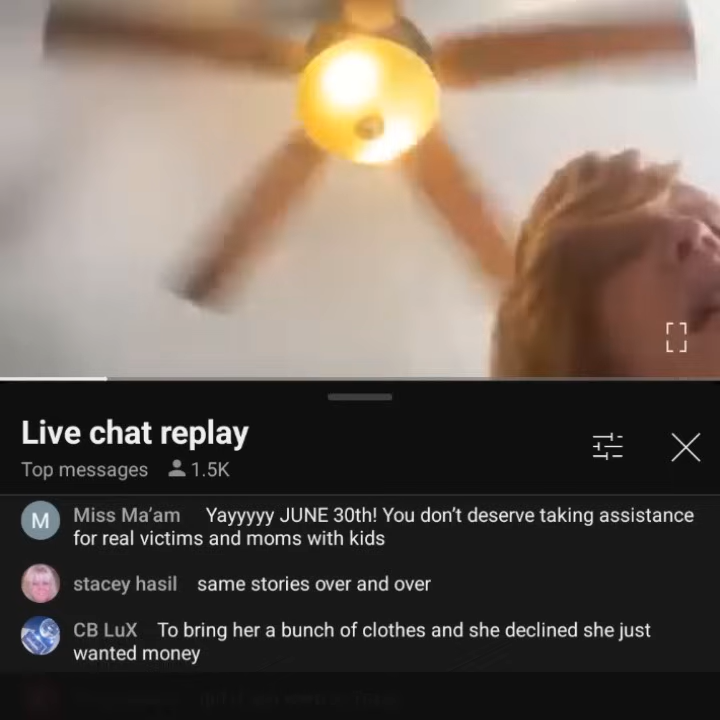 Live chat replay
Top messages 1.5K
M Miss Ma'am Yayyyyy JUNE 30th! You don't deserve taking assistance
for real victims and moms with kids
stacey hasil same stories over and over
CB LuX To bring her a bunch of clothes and she declined she just
wanted money